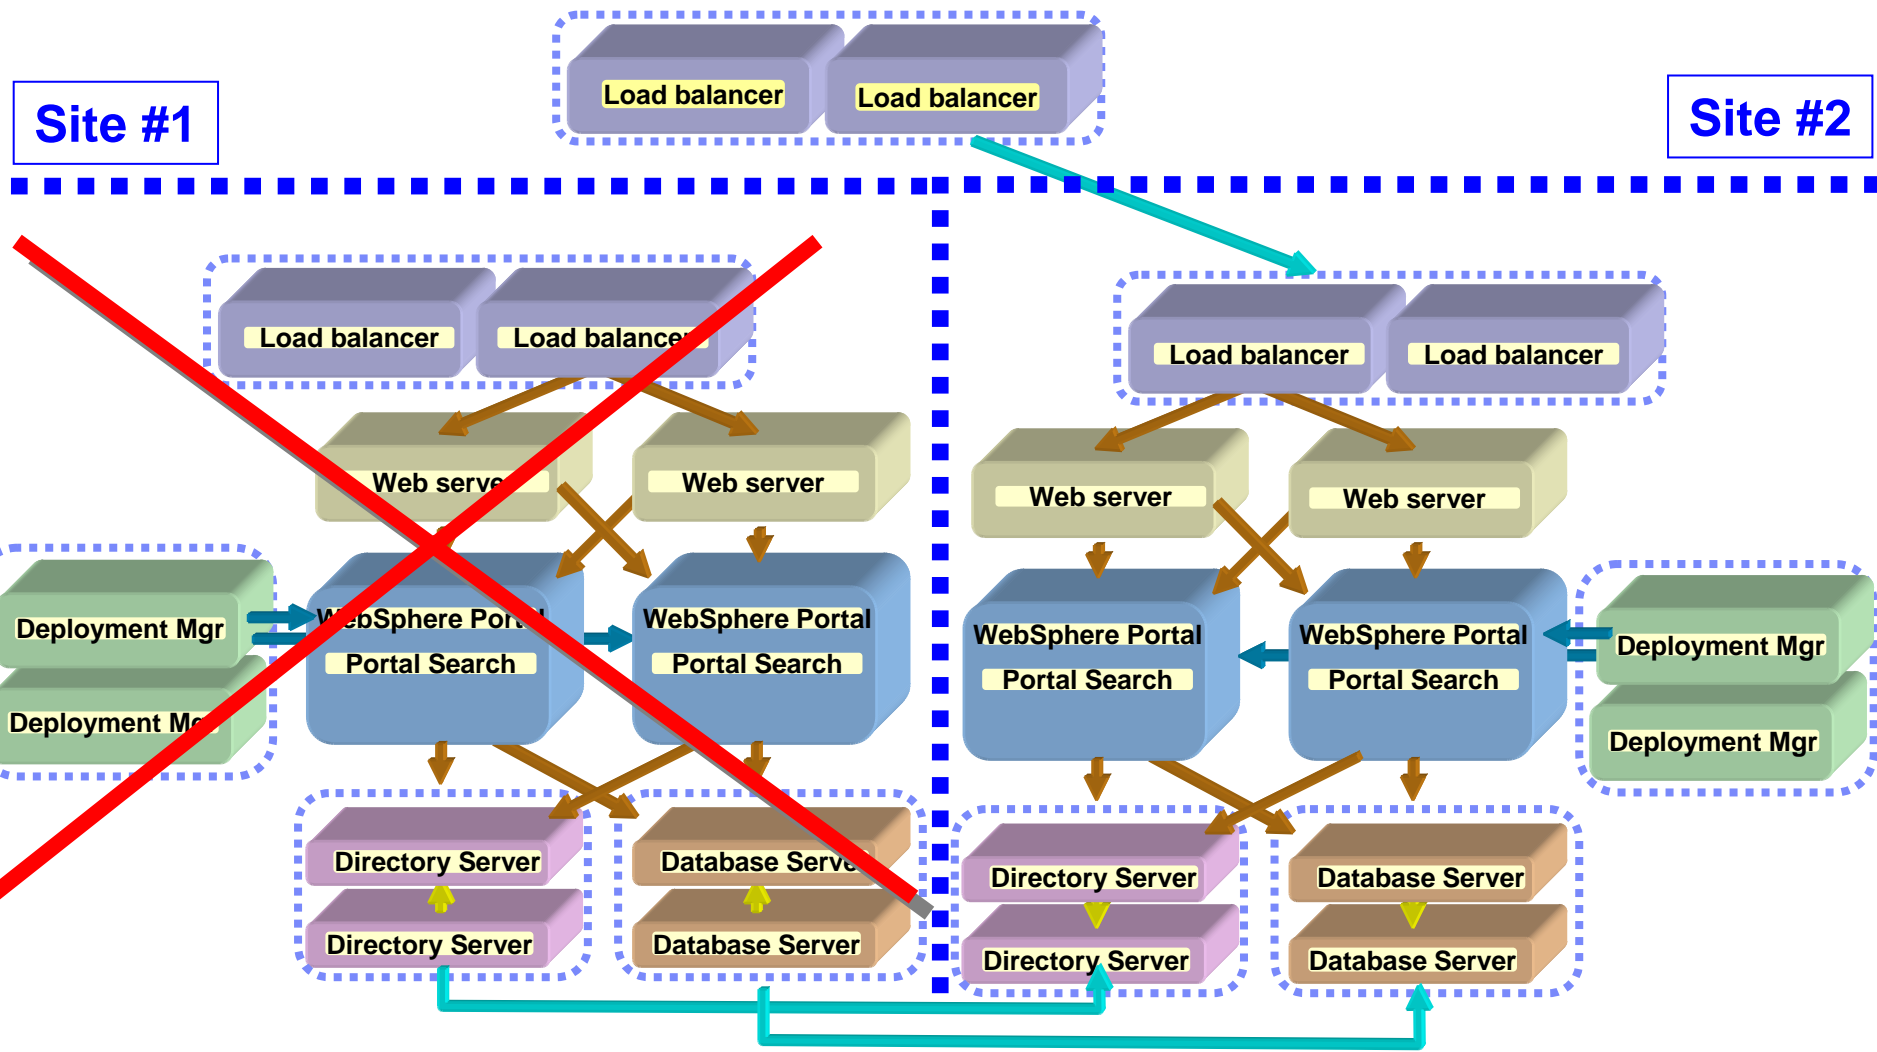 Load balancer
Load balancer
Site #1
Site #2
Load balancer
Load balancer
Load balancer
Load balancer
Web server
Web server
Web server
Web server
Deployment Mgr
WebSphere Portal
WebSphere Portal
WebSphere Portal
WebSphere Portal
Deployment Mgr
Portal Search
Portal Search
Portal Search
Portal Search
Deployment Mgr
Deployment Mgr
Directory Server
Database Server
Directory Server
Database Server
Directory Server
Database Server
Directory Server
Database Server